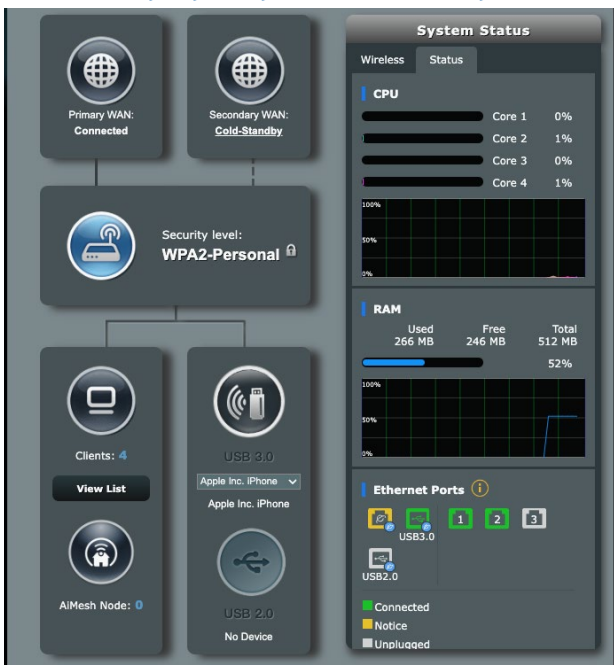 Primary WAN:
Connected
Secondary WAN:
Cold-Standby
Security level:
WPA2-Personal
Clients: 4
View List
AiMesh Node: 0
USB 3.0
Apple Inc. iPhone
Apple Inc. iPhone
USB 2.0
No Device
System Status
Wireless Status
CPU
Core 1 0%
Core 2 1%
Core 3 0%
Core 4 1%
100%
50%
0%
RAM
Used Free Total
266 MB 246 MB 512 MB
52%
100%
50%
0%
Ethernet Ports
1 2 3
USB3.0
USB2.0
Connected
Notice
Unplugged